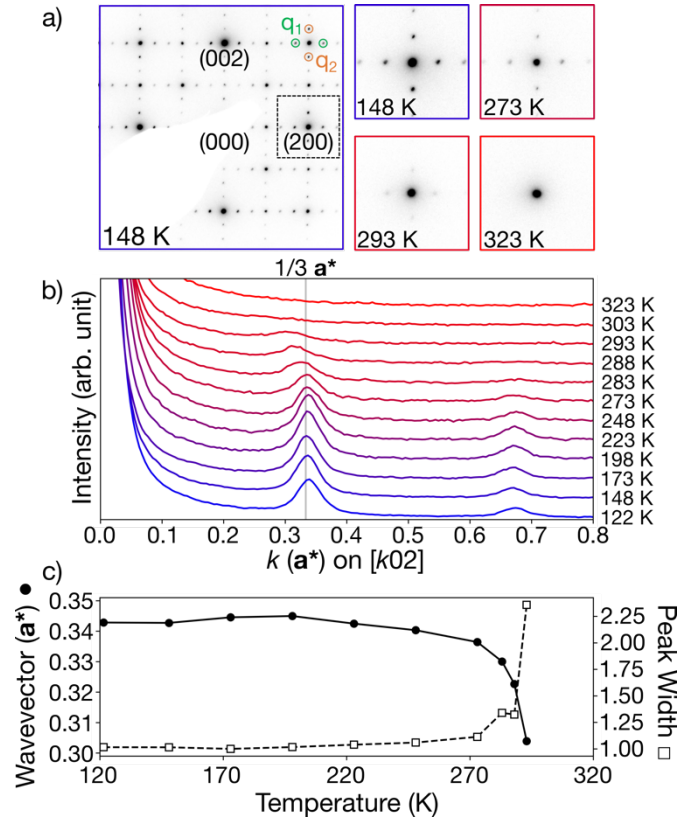 a)
q₁
(002)
q₂
(000)
(200)
148 K
148 K
273 K
293 K
323 K
1/3 a*
b)
Intensity (arb. unit)
323 K
303 K
293 K
288 K
283 K
273 K
248 K
223 K
198 K
173 K
148 K
122 K
0.0 0.1 0.2 0.3 0.4 0.5 0.6 0.7 0.8
k (a*) on [k02]
c)
Wavevector (a*)
0.35
0.34
0.33
0.32
0.31
0.30
2.25
2.00
1.75
1.50
1.25
1.00
Peak Width
120 170 220 270 320
Temperature (K)